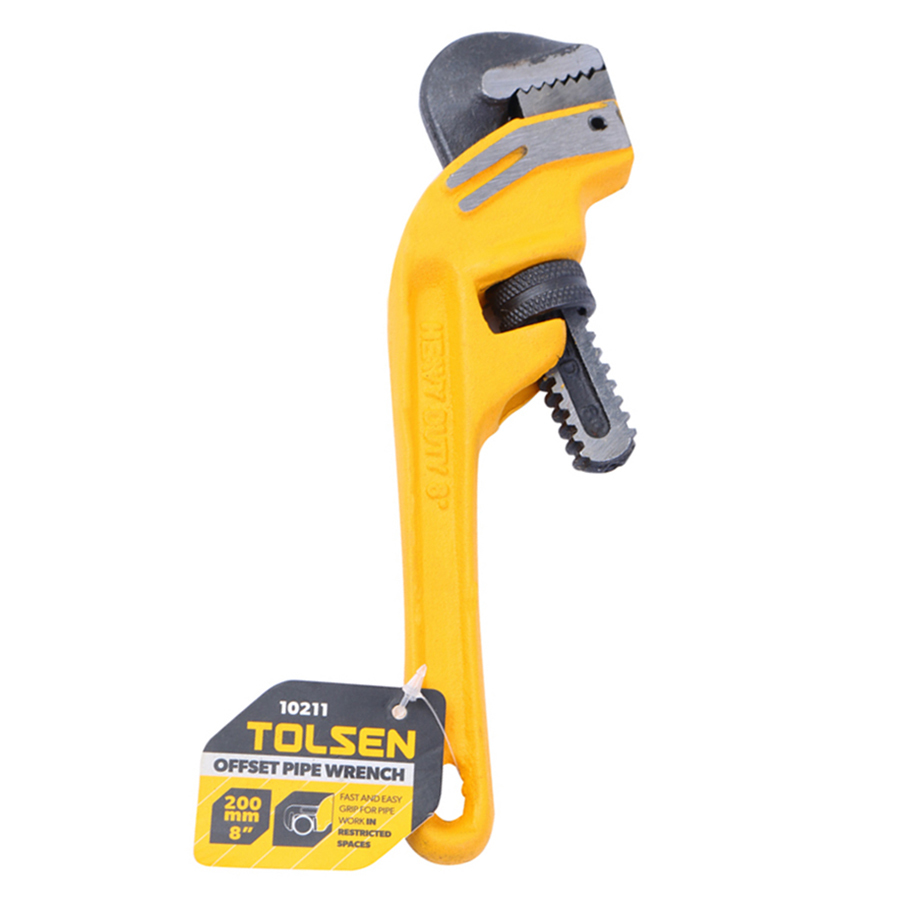 HEAVY DUTY 8"
10211
TOLSEN
OFFSET PIPE WRENCH
200
mm
8"
FAST AND EASY
GRIP FOR PIPE
WORK IN
RESTRICTED
SPACES